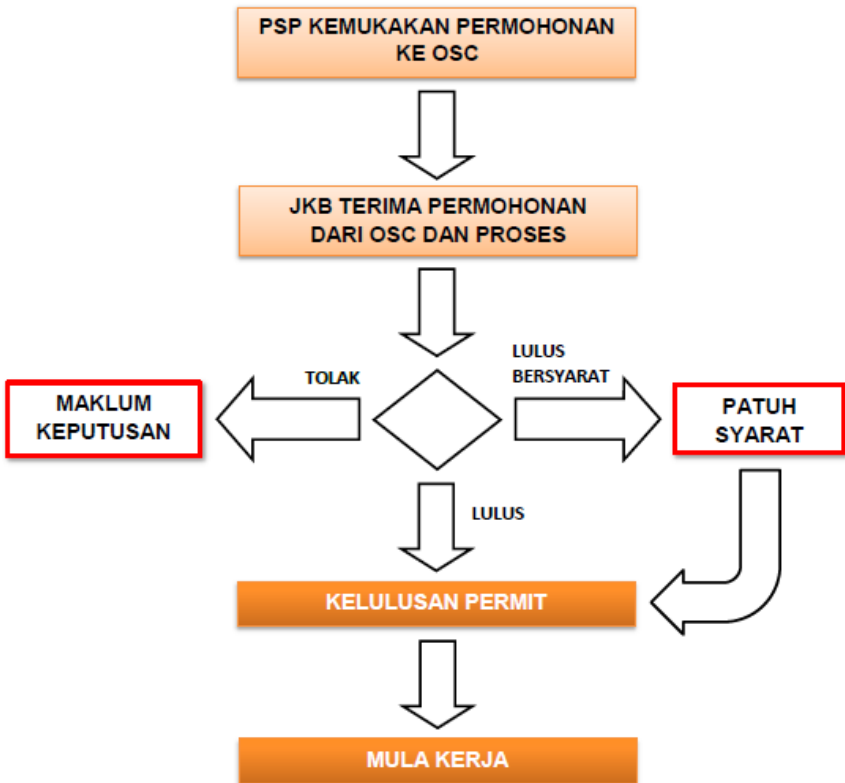 PSP KEMUKAKAN PERMOHONAN
KE OSC
JKB TERIMA PERMOHONAN
DARI OSC DAN PROSES
TOLAK
LULUS
BERSYARAT
MAKLUM
KEPUTUSAN
PATUH
SYARAT
LULUS
KELULUSAN PERMIT
MULA KERJA